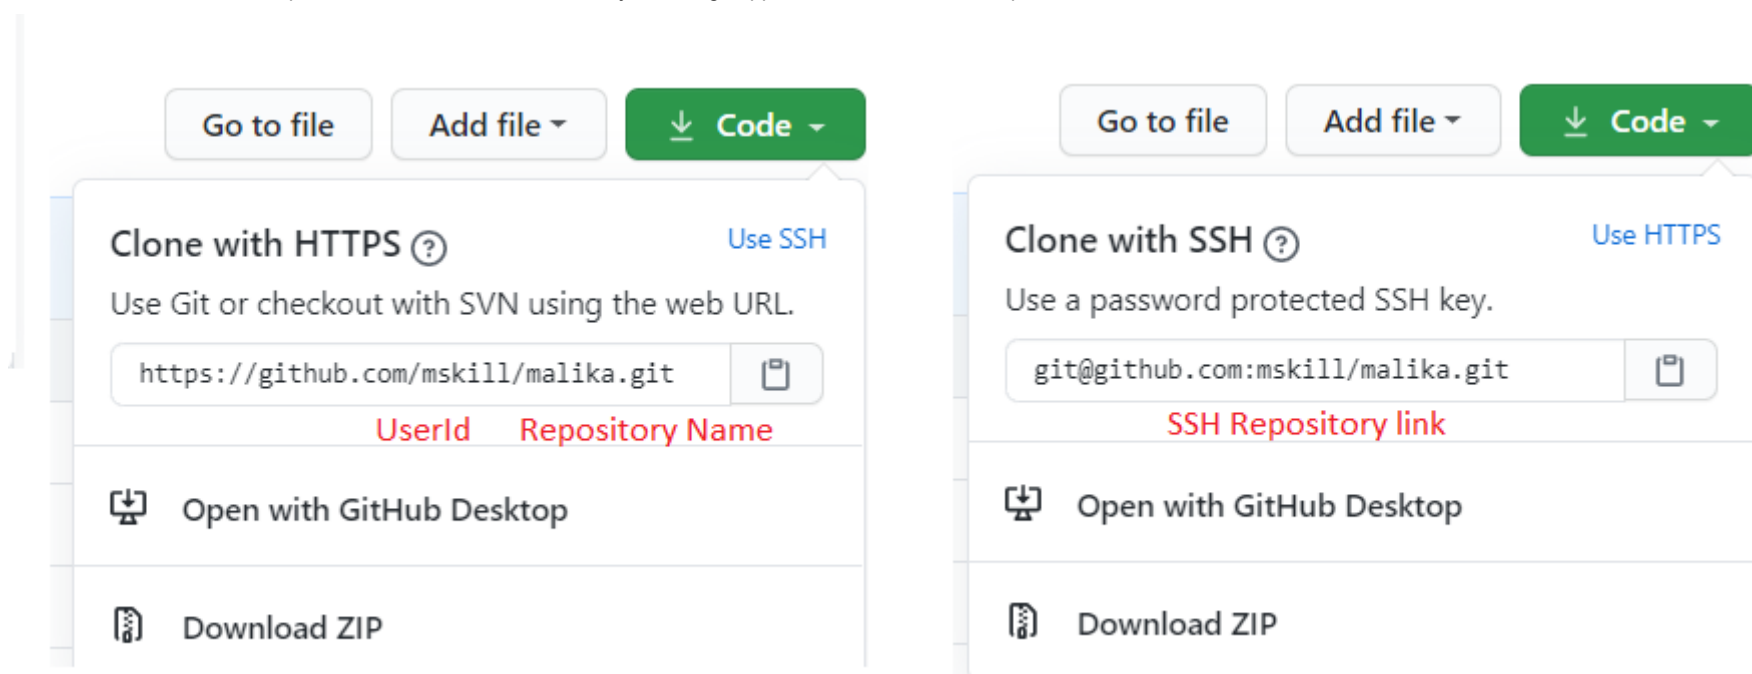 Go to file Add file Code
Clone with HTTPS Use SSH
Use Git or checkout with SVN using the web URL.
https://github.com/mskill/malika.git
UserId Repository Name
Open with GitHub Desktop
Download ZIP
Go to file Add file Code
Clone with SSH Use HTTPS
Use a password protected SSH key.
git@github.com:mskill/malika.git
SSH Repository link
Open with GitHub Desktop
Download ZIP